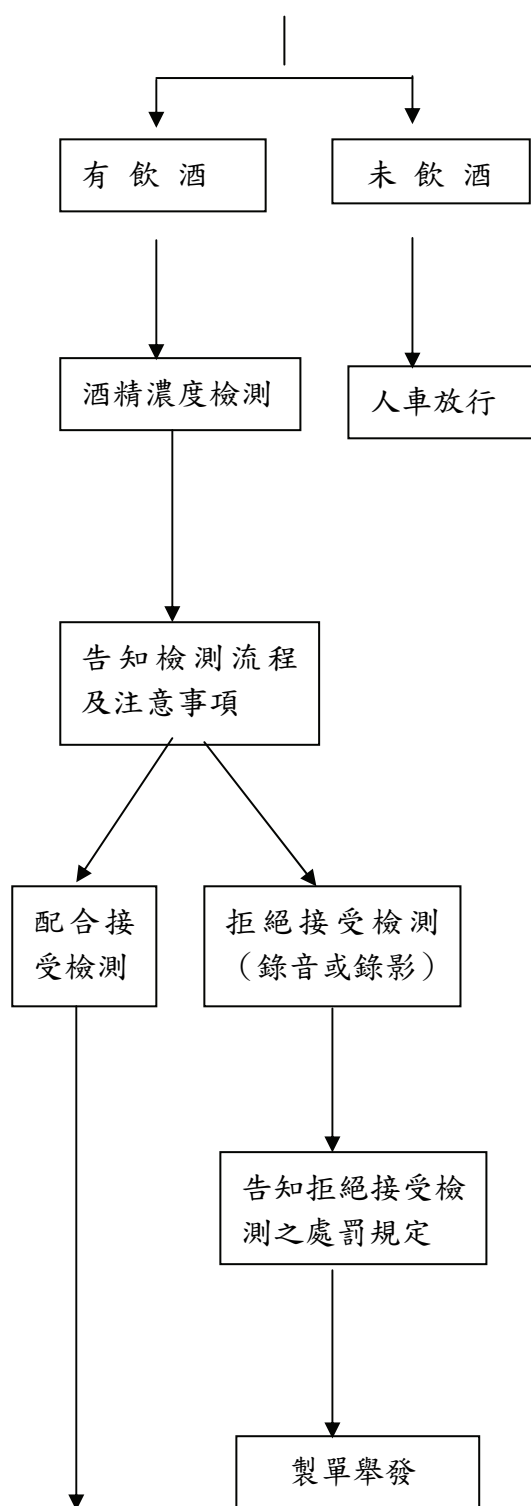 有飲酒
未飲酒
酒精濃度檢測
人車放行
告知檢測流程
及注意事項
配合接
受檢測
拒絕接受檢測
（錄音或錄影）
告知拒絕接受檢
測之處罰規定
製單舉發